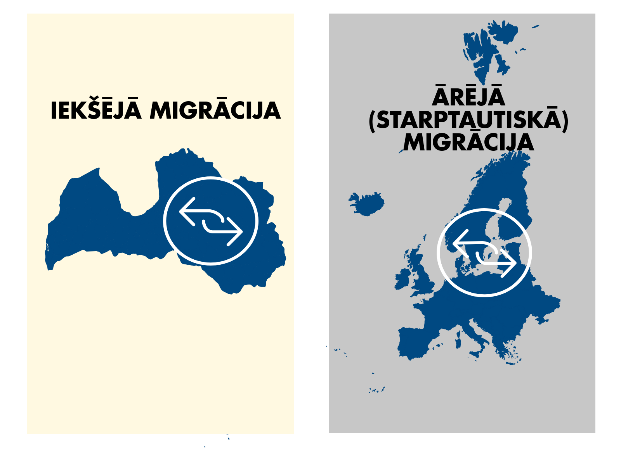 IEKŠĒJĀ MIGRĀCIJA
ĀRĒJĀ
(STARPTAUTISKĀ)
MIGRĀCIJA